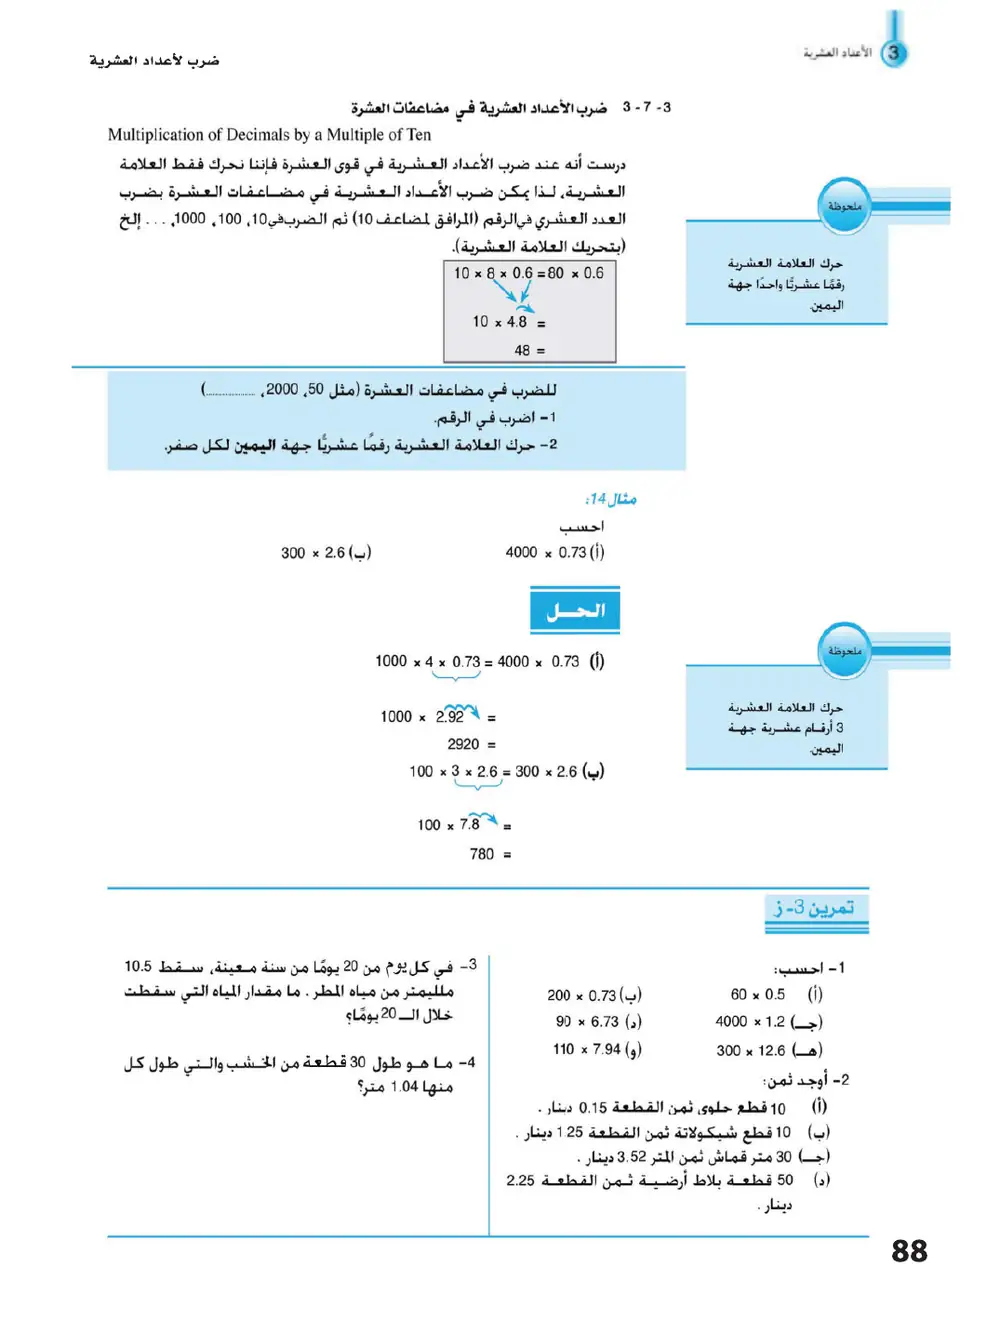 3 الأعداد العشرية
ضرب لأعداد العشرية
3 - 7 - 3 ضرب الأعداد العشرية في مضاعفات العشرة
Multiplication of Decimals by a Multiple of Ten
درست أنه عند ضرب الأعداد العشرية في قوى العشرة فإننا نحرك فقط العلامة
العشرية، لذا يمكن ضرب الأعداد العشرية في مضاعفات العشرة بضرب
العدد العشري في الرقم (المرافق لمضاعف 10) ثم الضرب في 10، 100، 1000، . . . إلخ
(بتحريك العلامة العشرية).
ملحوظة
حرك العلامة العشرية
رقمًا عشريًّا واحدًا جهة
اليمين.
10 × 8 × 0.6 = 80 × 0.6
10 × 4.8 =
48 =
للضرب في مضاعفات العشرة (مثل 50، 2000، ..................)
1- اضرب في الرقم.
2- حرك العلامة العشرية رقمًا عشريًّا جهة اليمين لكل صفر.
مثال 14:
احسب
(أ) 0.73 × 4000 (ب) 2.6 × 300
الحل
(أ) 1000 × 4 × 0.73 = 4000 × 0.73
1000 × 2.92 =
2920 =
(ب) 100 × 3 × 2.6 = 300 × 2.6
100 × 7.8 =
780 =
ملحوظة
حرك العلامة العشرية
3 أرقام عشرية جهة
اليمين.
تمرين 3- ز
1- احسب:
(أ) 60 × 0.5 (ب) 200 × 0.73
(جـ) 4000 × 1.2 (د) 90 × 6.73
(هـ) 300 × 12.6 (و) 110 × 7.94
2- أوجد ثمن:
(أ) 10 قطع حلوى ثمن القطعة 0.15 دينار .
(ب) 10 قطع شيكولاتة ثمن القطعة 1 25 دينار .
(جـ) 30 متر قماش ثمن المتر 3.52 دينار .
(د) 50 قطعة بلاط أرضية ثمن القطعة 2.25
دينار .
3- في كل يوم من 20 يومًا من سنة معينة، سقط 10.5
ملليمتر من مياه المطر . ما مقدار المياه التي سقطت
خلال الـ 20 يومًا؟
4- ما هو طول 30 قطعة من الخشب والتي طول كل
منها 1.04 متر؟
88